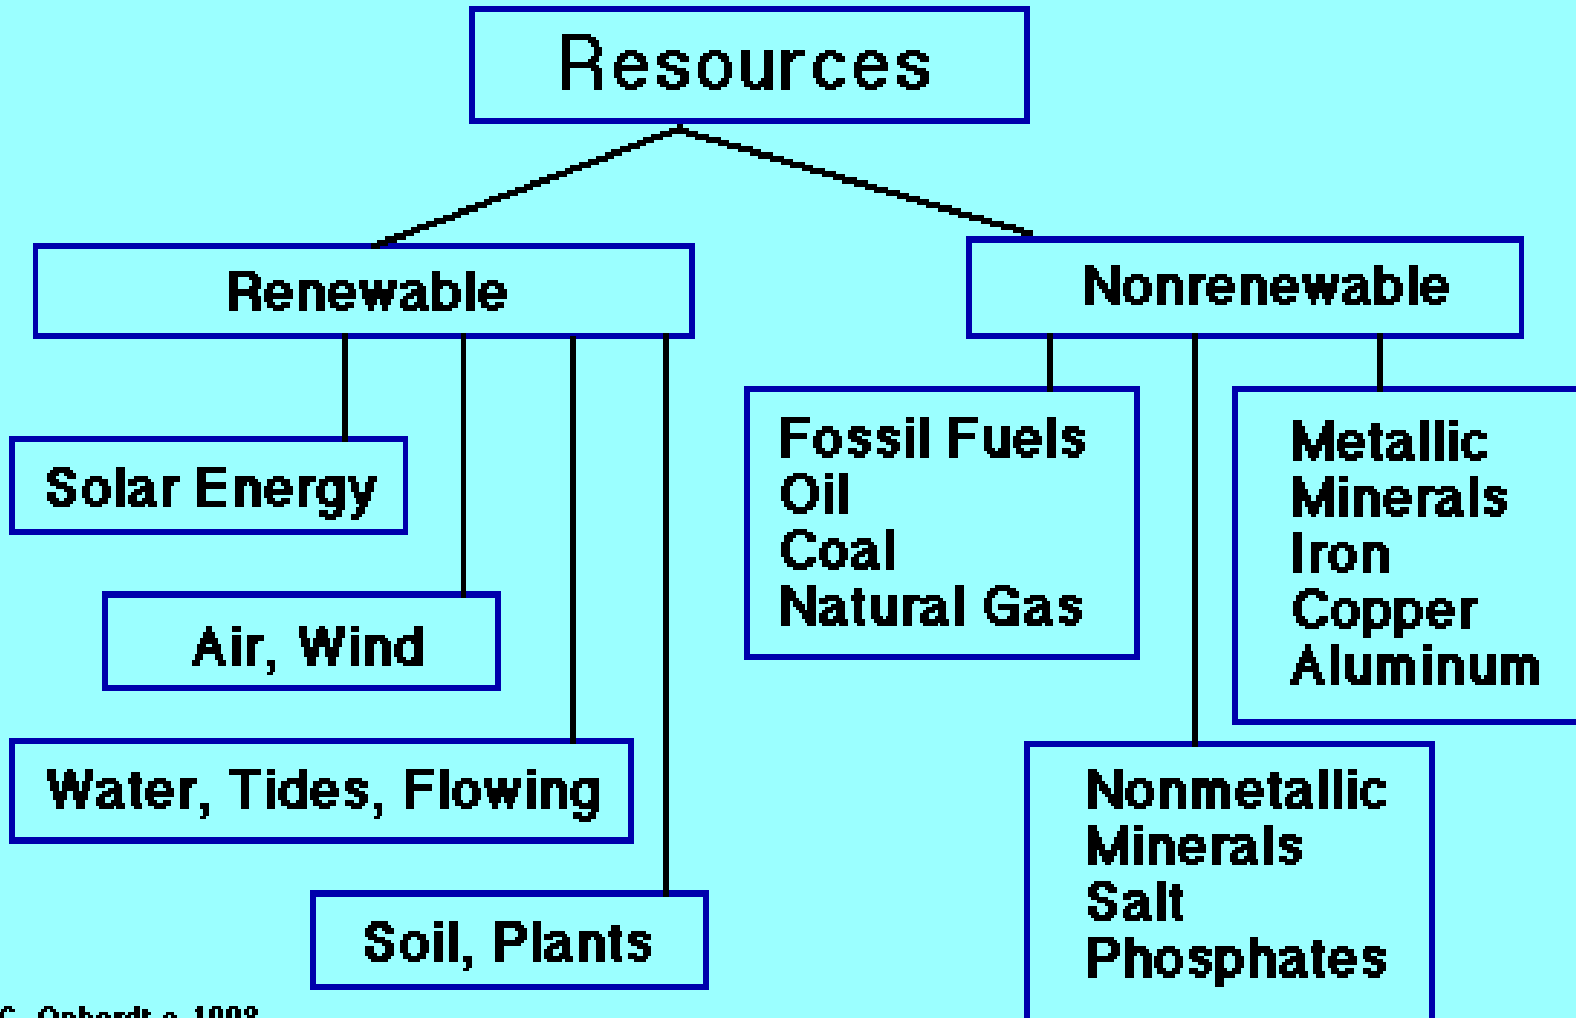 Resources
Renewable
Nonrenewable
Solar Energy
Air, Wind
Water, Tides, Flowing
Soil, Plants
Fossil Fuels
Oil
Coal
Natural Gas
Metallic
Minerals
Iron
Copper
Aluminum
Nonmetallic
Minerals
Salt
Phosphates